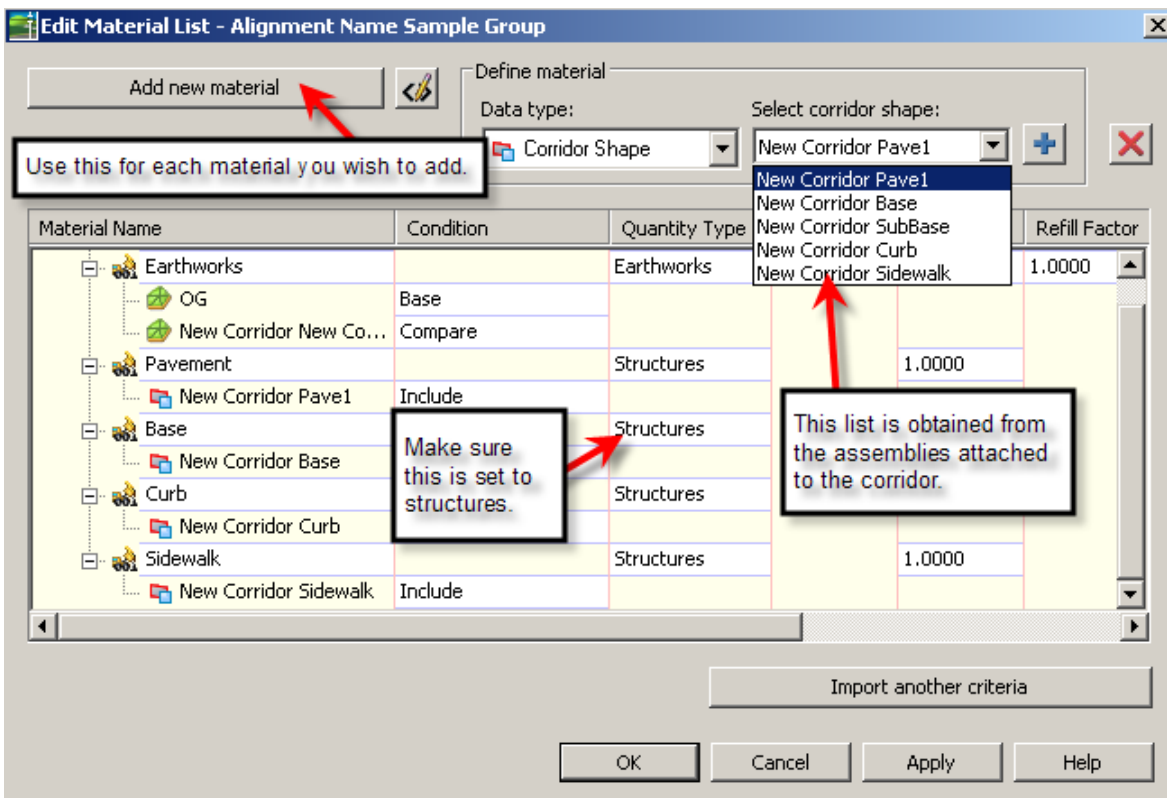 Edit Material List - Alignment Name Sample Group
Add new material
Define material
Data type:
Select corridor shape:
Corridor Shape
New Corridor Pave1
Use this for each material you wish to add.
New Corridor Pave1
New Corridor Base
New Corridor SubBase
New Corridor Curb
New Corridor Sidewalk
Material Name
Condition
Quantity Type
Refill Factor
Earthworks
Earthworks
1.0000
OG
Base
New Corridor New Co...
Compare
Pavement
Structures
1.0000
New Corridor Pave1
Include
Base
Structures
New Corridor Base
Curb
Structures
New Corridor Curb
Sidewalk
Structures
1.0000
New Corridor Sidewalk
Include
Make sure
this is set to
structures.
This list is obtained from
the assemblies attached
to the corridor.
Import another criteria
OK
Cancel
Apply
Help